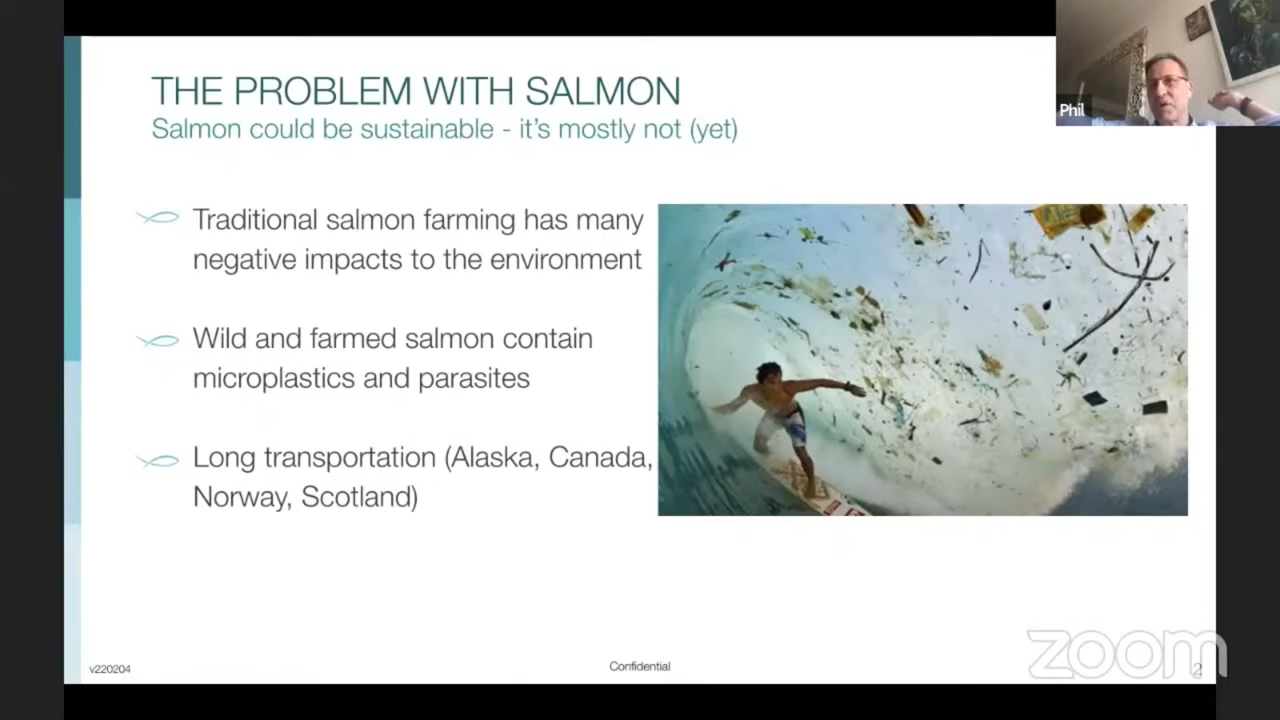 THE PROBLEM WITH SALMON
Salmon could be sustainable - it's mostly not (yet)
Traditional salmon farming has many
negative impacts to the environment
Wild and farmed salmon contain
microplastics and parasites
Long transportation (Alaska, Canada,
Norway, Scotland)
Phil
v220204
Confidential
2
zoom